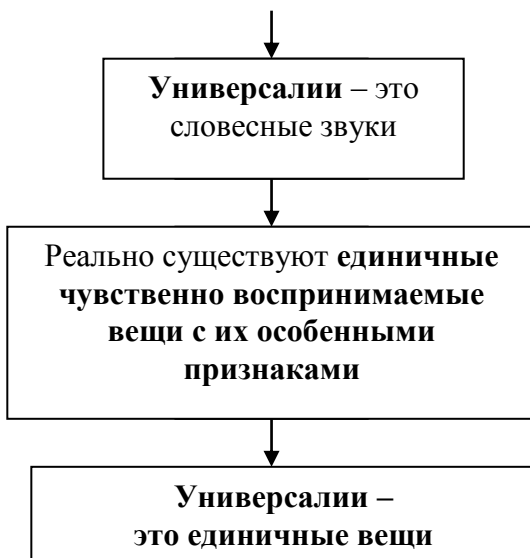 Универсалии – это
словесные звуки
Реально существуют единичные
чувственно воспринимаемые
вещи с их особенными
признаками
Универсалии –
это единичные вещи